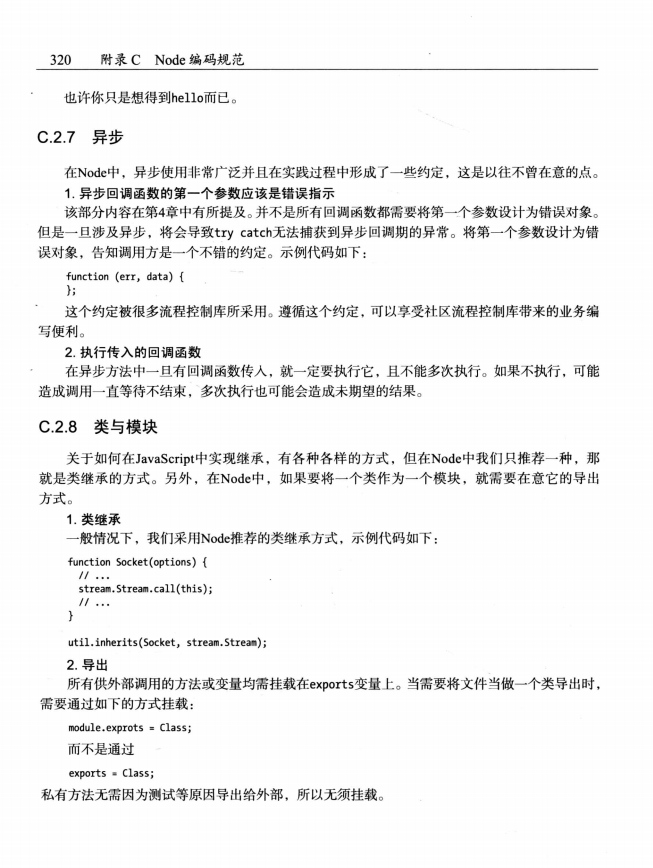 320 附录 C Node 编码规范
也许你只是想得到hello而已。
C.2.7 异步
在Node中，异步使用非常广泛并且在实践过程中形成了一些约定，这是以往不曾在意的点。
1. 异步回调函数的第一个参数应该是错误指示
该部分内容在第4章中有所提及。并不是所有回调函数都需要将第一个参数设计为错误对象。
但是一旦涉及异步，将会导致try catch无法捕获到异步回调期的异常。将第一个参数设计为错
误对象，告知调用方是一个不错的约定。示例代码如下：
function (err, data) {
};
这个约定被很多流程控制库所采用。遵循这个约定，可以享受社区流程控制库带来的业务编
写便利。
2. 执行传入的回调函数
在异步方法中一旦有回调函数传入，就一定要执行它，且不能多次执行。如果不执行，可能
造成调用一直等待不结束，多次执行也可能会造成未期望的结果。
C.2.8 类与模块
关于如何在JavaScript中实现继承，有各种各样的方式，但在Node中我们只推荐一种，那
就是类继承的方式。另外，在Node中，如果要将一个类作为一个模块，就需要在意它的导出
方式。
1. 类继承
一般情况下，我们采用Node推荐的类继承方式，示例代码如下：
function Socket(options) {
// ...
stream.Stream.call(this);
// ...
}
util.inherits(Socket, stream.Stream);
2. 导出
所有供外部调用的方法或变量均需挂载在exports变量上。当需要将文件当做一个类导出时，
需要通过如下的方式挂载：
module.exprots = Class;
而不是通过
exports = Class;
私有方法无需因为测试等原因导出给外部，所以无须挂载。